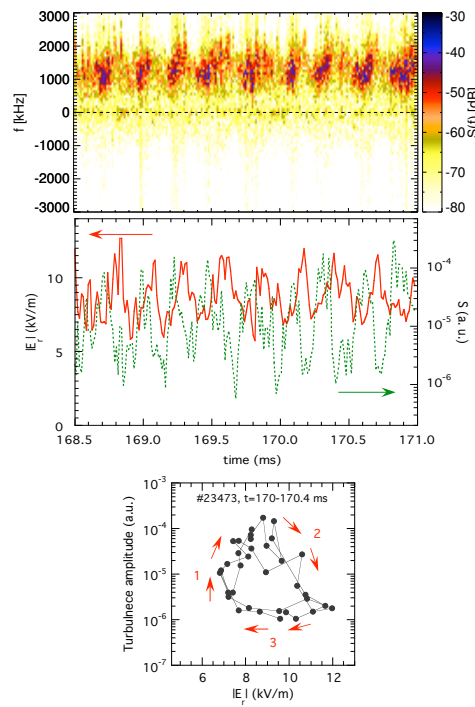 3000
2000
1000
0
-1000
-2000
-3000
f [kHz]
-30
-40
-50
-60
-70
-80
S(f) [dB]
10
5
0
|E_r| (kV/m)
10^-4
10^-5
10^-6
S (a.u.)
168.5 169.0 169.5 170.0 170.5 171.0
time (ms)
#23473, t=170-170.4 ms
10^-3
10^-4
10^-5
10^-6
10^-7
Turbulnece amplitude (a.u.)
1
2
3
6 8 10 12
|E_r| (kV/m)